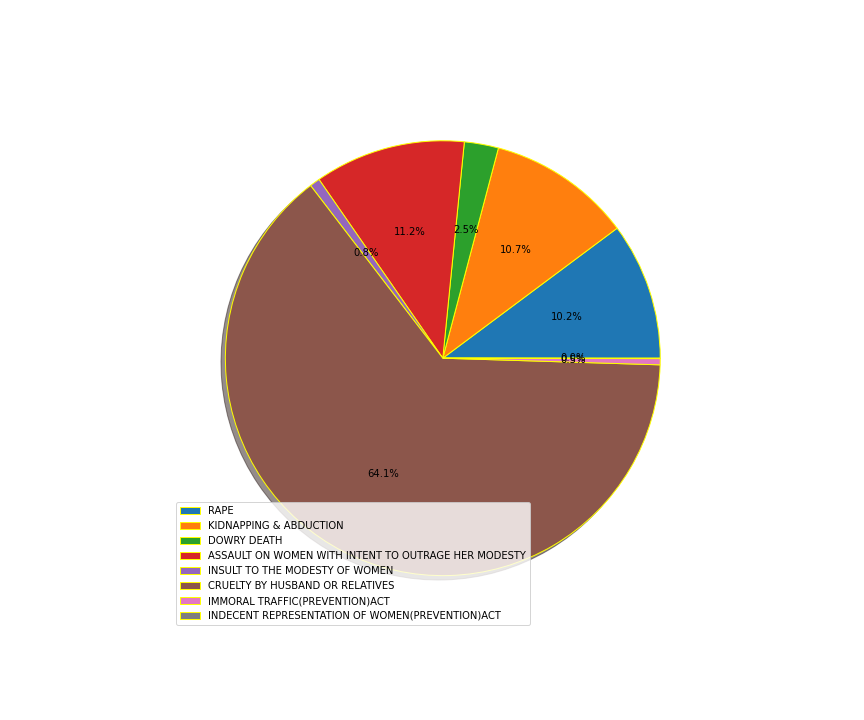 11.2%
2.5%
10.7%
0.8%
10.2%
0.0%
64.1%
RAPE
KIDNAPPING & ABDUCTION
DOWRY DEATH
ASSAULT ON WOMEN WITH INTENT TO OUTRAGE HER MODESTY
INSULT TO THE MODESTY OF WOMEN
CRUELTY BY HUSBAND OR RELATIVES
IMMORAL TRAFFIC(PREVENTION)ACT
INDECENT REPRESENTATION OF WOMEN(PREVENTION)ACT